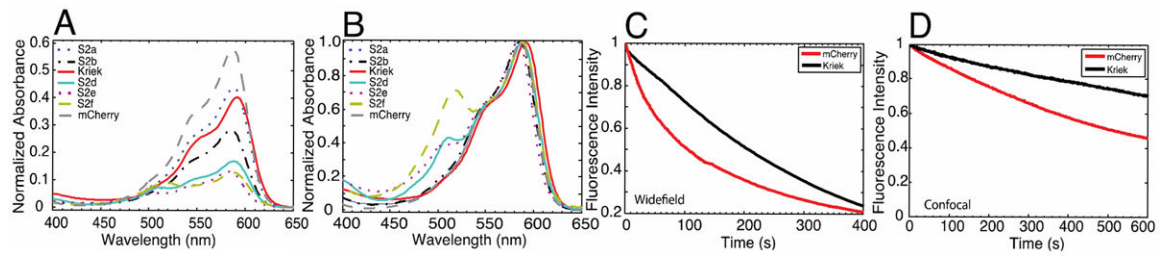 A
Normalized Absorbance
0.6
0.5
0.4
0.3
0.2
0.1
0
S2a
S2b
Kriek
S2d
S2e
S2f
mCherry
400 450 500 550 600 650
Wavelength (nm)
B
Normalized Absorbance
1.0
0.8
0.6
0.4
0.2
0
S2a
S2b
Kriek
S2d
S2e
S2f
mCherry
400 450 500 550 600 650
Wavelength (nm)
C
Fluorescence Intensity
1
0.8
0.6
0.4
0.2
mCherry
Kriek
Widefield
0 100 200 300 400
Time (s)
D
Fluorescence Intensity
1.0
0.8
0.6
0.4
0.2
0
mCherry
Kriek
Confocal
0 100 200 300 400 500 600
Time (s)